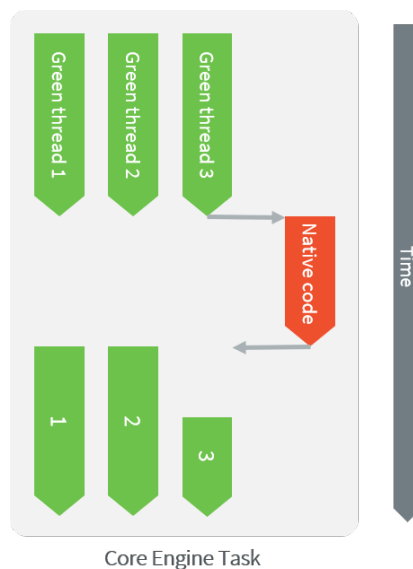 Green thread 1
Green thread 2
Green thread 3
Native code
Time
1
2
3
Core Engine Task